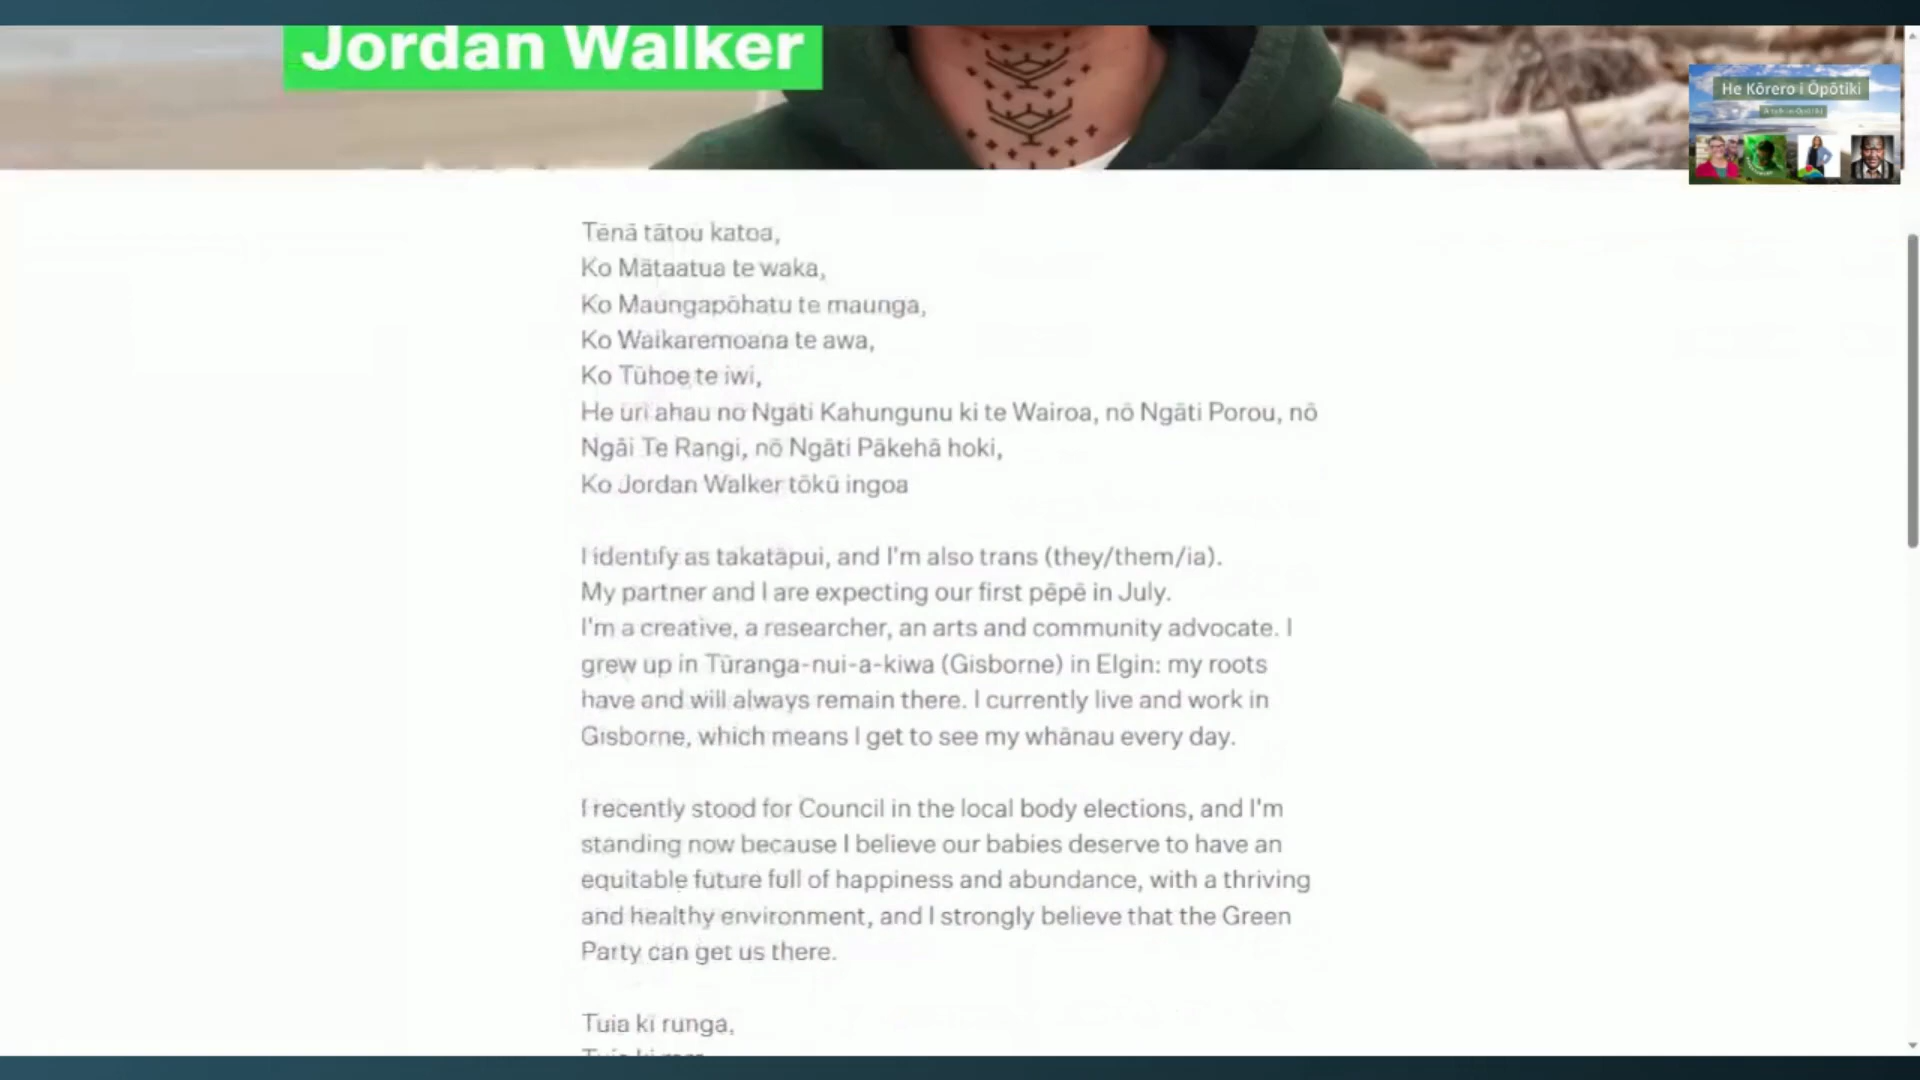 Jordan Walker
He Kōrero i Ōpōtiki
Tēnā tātou katoa,
Ko Mātaatua te waka,
Ko Maungapōhatu te maunga,
Ko Waikaremoana te awa,
Ko Tūhoe te iwi,
He uri ahau nō Ngāti Kahungunu ki te Wairoa, nō Ngāti Porou, nō
Ngāi Te Rangi, nō Ngāti Pākehā hoki,
Ko Jordan Walker tōkū ingoa
I identify as takatāpui, and I'm also trans (they/them/ia).
My partner and I are expecting our first pēpē in July.
I'm a creative, a researcher, an arts and community advocate. I
grew up in Tūranga-nui-a-kiwa (Gisborne) in Elgin: my roots
have and will always remain there. I currently live and work in
Gisborne, which means I get to see my whānau every day.
I recently stood for Council in the local body elections, and I'm
standing now because I believe our babies deserve to have an
equitable future full of happiness and abundance, with a thriving
and healthy environment, and I strongly believe that the Green
Party can get us there.
Tuia ki runga,